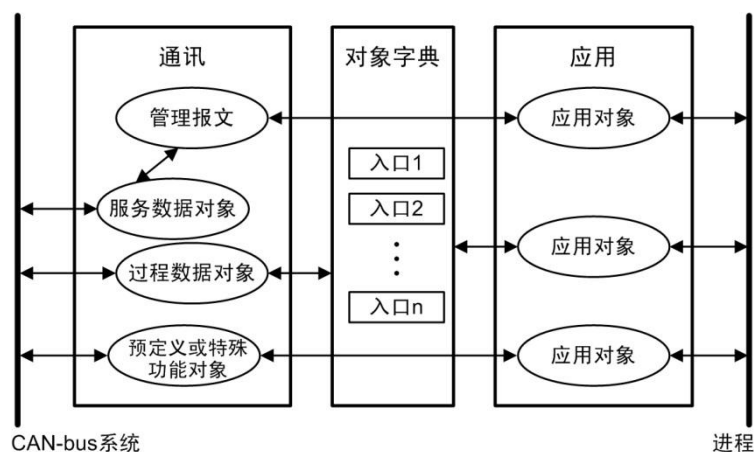 通讯
对象字典
应用
管理报文
应用对象
入口1
服务数据对象
入口2
过程数据对象
应用对象
入口n
预定义或特殊
功能对象
应用对象
CAN-bus系统
进程